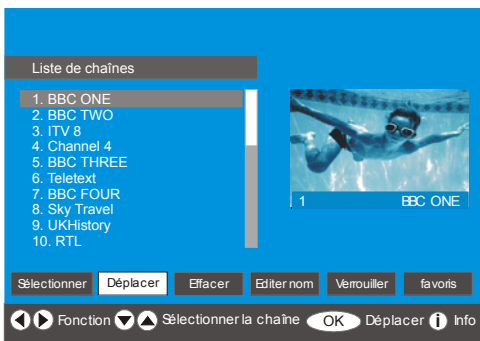 Liste de chaînes
1. BBC ONE
2. BBC TWO
3. ITV 8
4. Channel 4
5. BBC THREE
6. Teletext
7. BBC FOUR
8. Sky Travel
9. UKHistory
10. RTL
1 BBC ONE
Sélectionner Déplacer Effacer Editer nom Verrouiller favoris
Fonction Sélectionner la chaîne OK Déplacer i Info